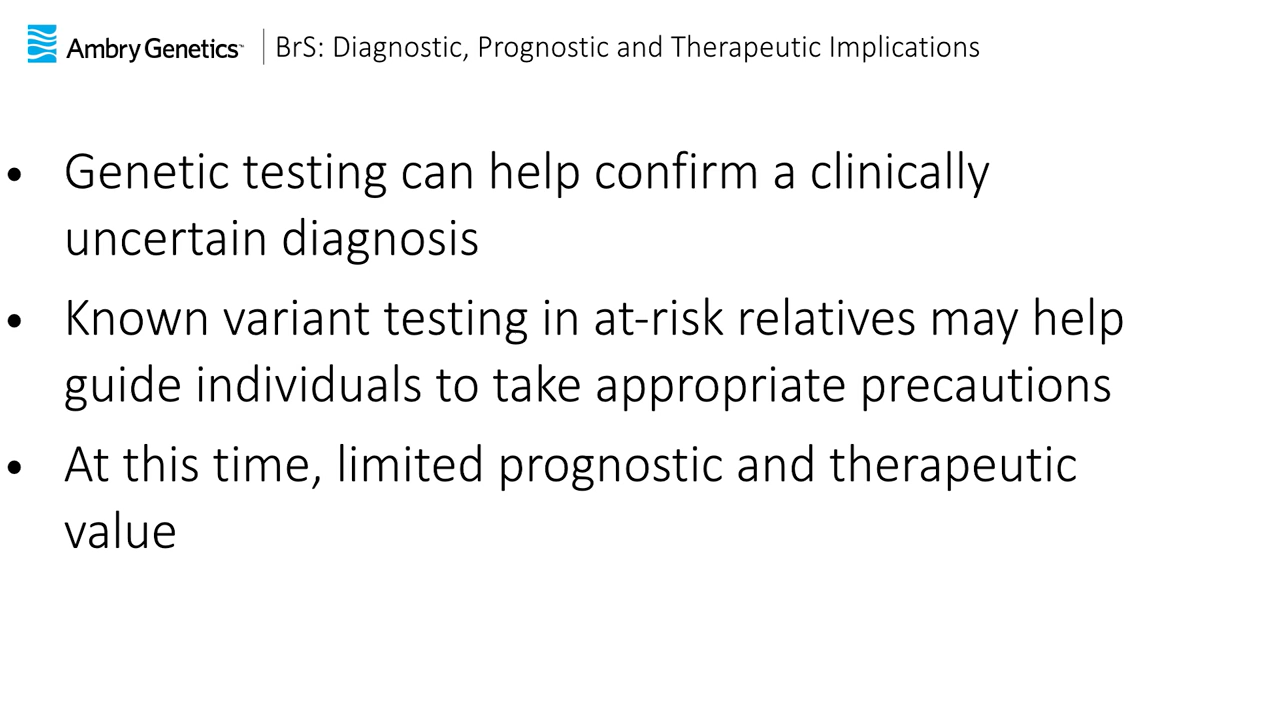 Ambry Genetics™ BrS: Diagnostic, Prognostic and Therapeutic Implications
• Genetic testing can help confirm a clinically
uncertain diagnosis
• Known variant testing in at-risk relatives may help
guide individuals to take appropriate precautions
• At this time, limited prognostic and therapeutic
value